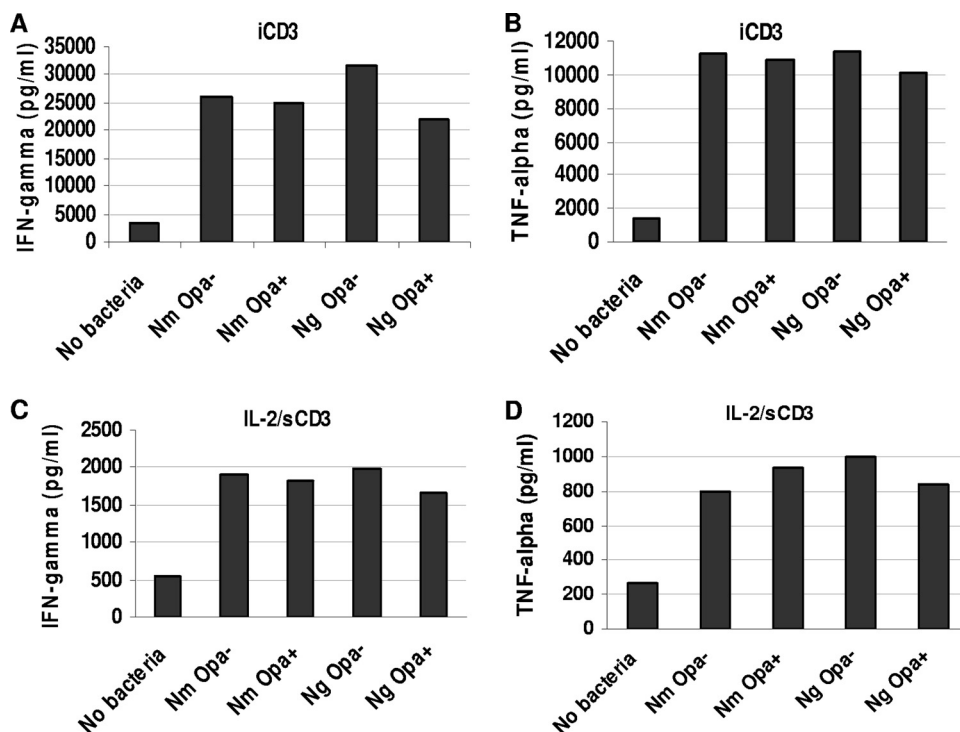 A
iCD3
IFN-gamma (pg/ml)
35000
30000
25000
20000
15000
10000
5000
0
No bacteria
Nm Opa-
Nm Opa+
Ng Opa-
Ng Opa+
B
iCD3
TNF-alpha (pg/ml)
12000
10000
8000
6000
4000
2000
0
No bacteria
Nm Opa-
Nm Opa+
Ng Opa-
Ng Opa+
C
IL-2/sCD3
IFN-gamma (pg/ml)
2500
2000
1500
1000
500
0
No bacteria
Nm Opa-
Nm Opa+
Ng Opa-
Ng Opa+
D
IL-2/sCD3
TNF-alpha (pg/ml)
1200
1000
800
600
400
200
0
No bacteria
Nm Opa-
Nm Opa+
Ng Opa-
Ng Opa+